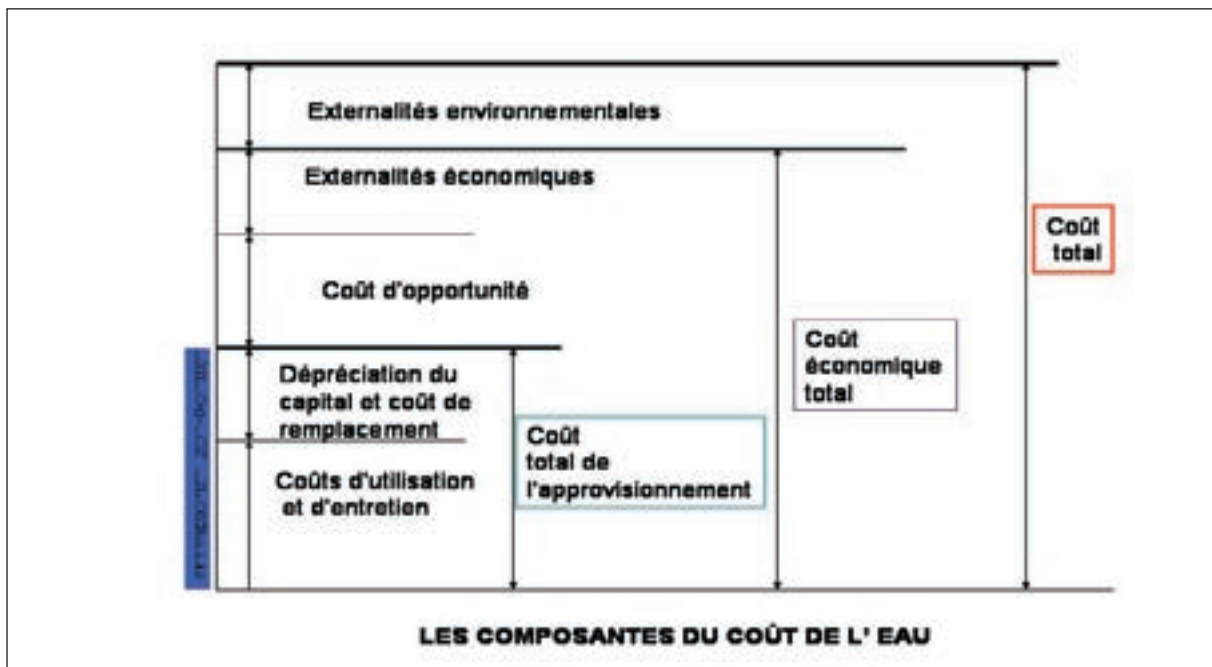 Externalités environnementales
Externalités économiques
Coût
total
Coût d'opportunité
Coût
économique
total
Dépréciation du
capital et coût de
remplacement
Coût
total de
l'approvisionnement
Coûts d'utilisation
et d'entretien
LES COMPOSANTES DU COÛT DE L' EAU